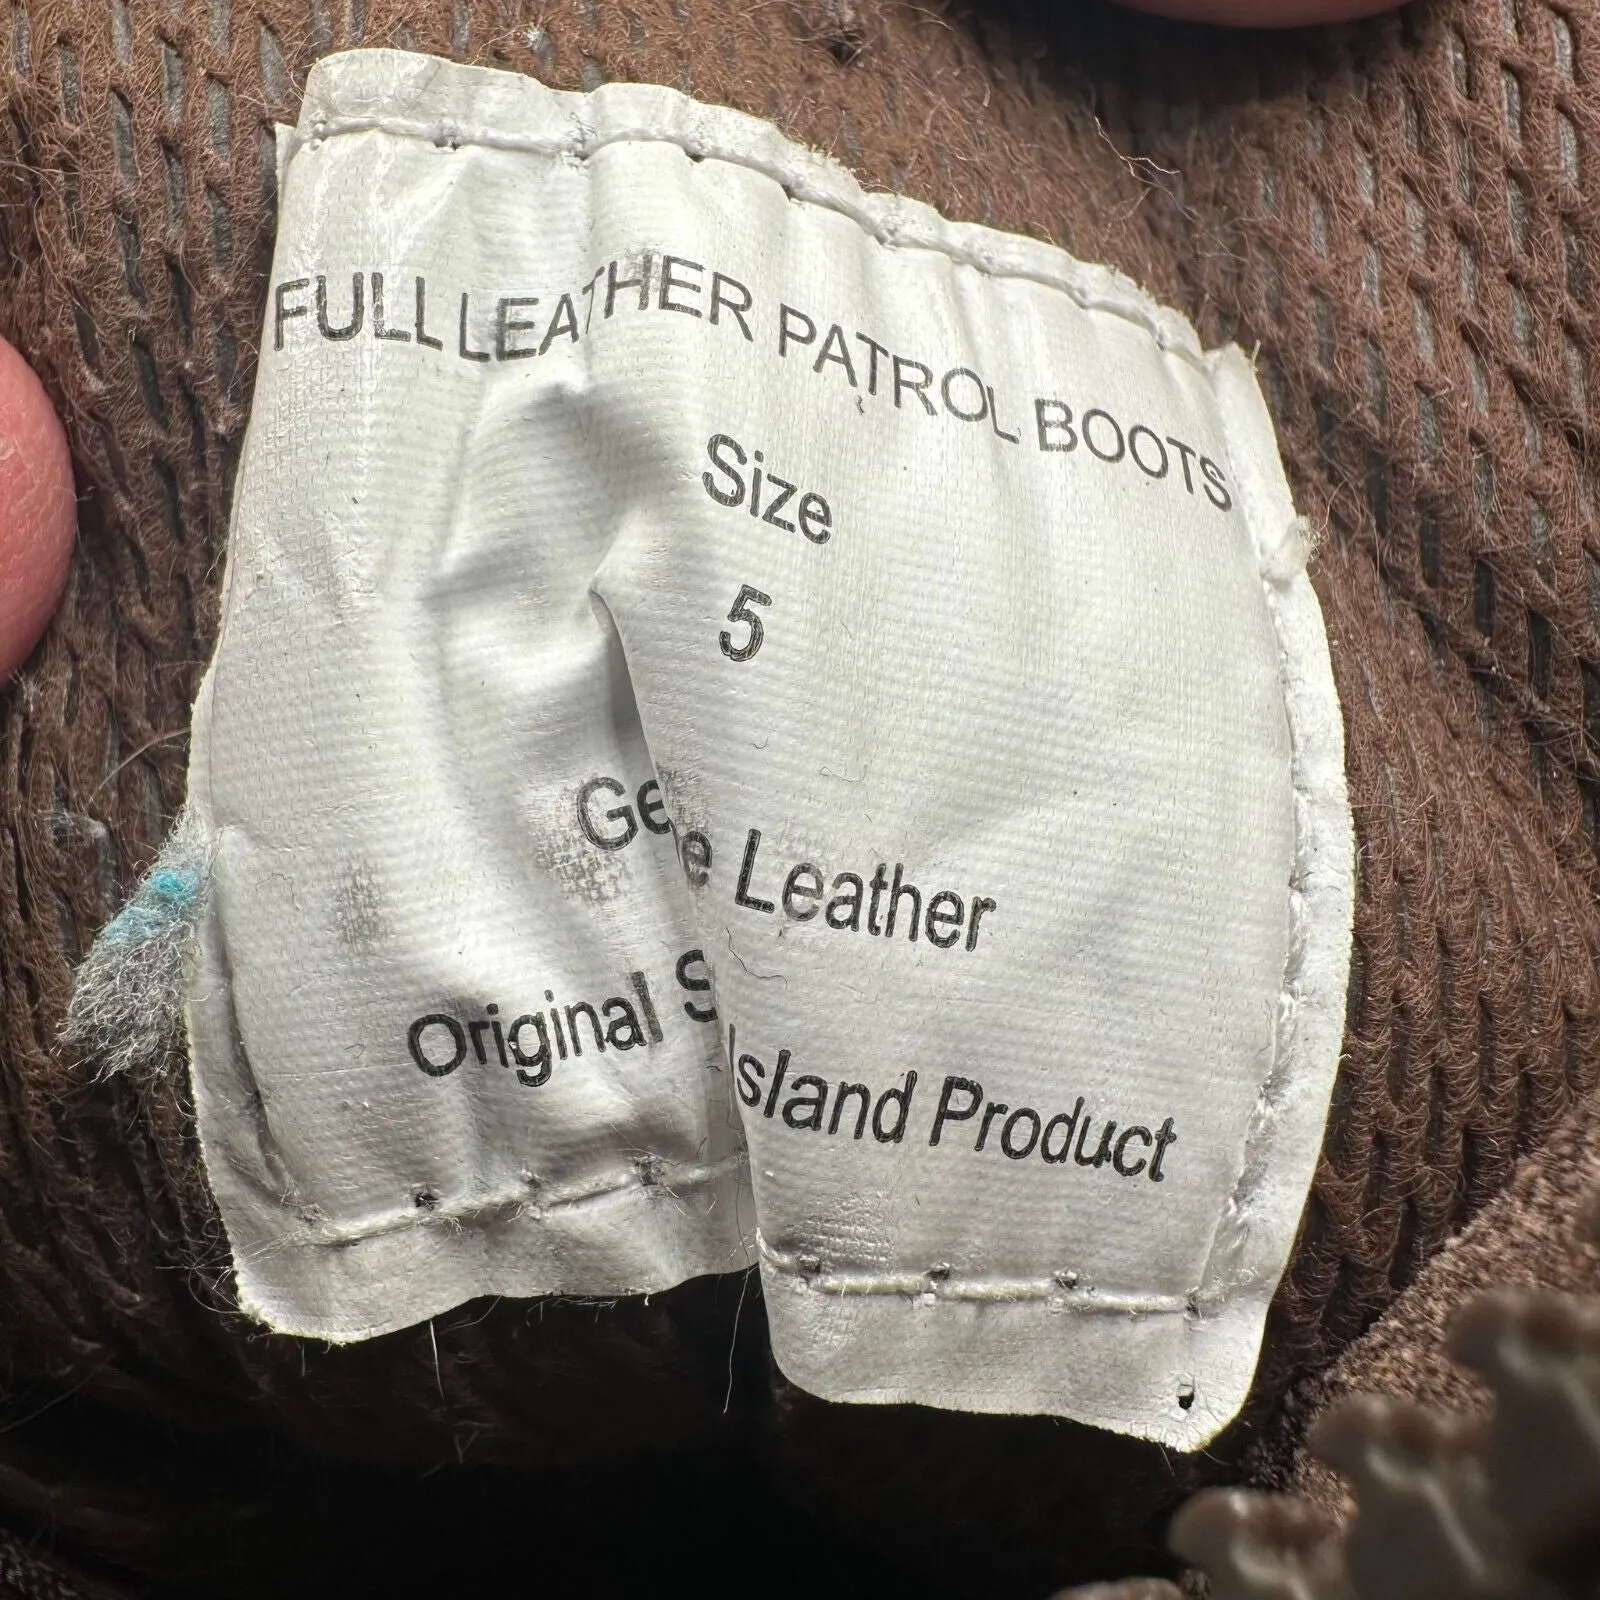 FULL LEATHER PATROL BOOTS
Size
5
Leather
Original Island Product